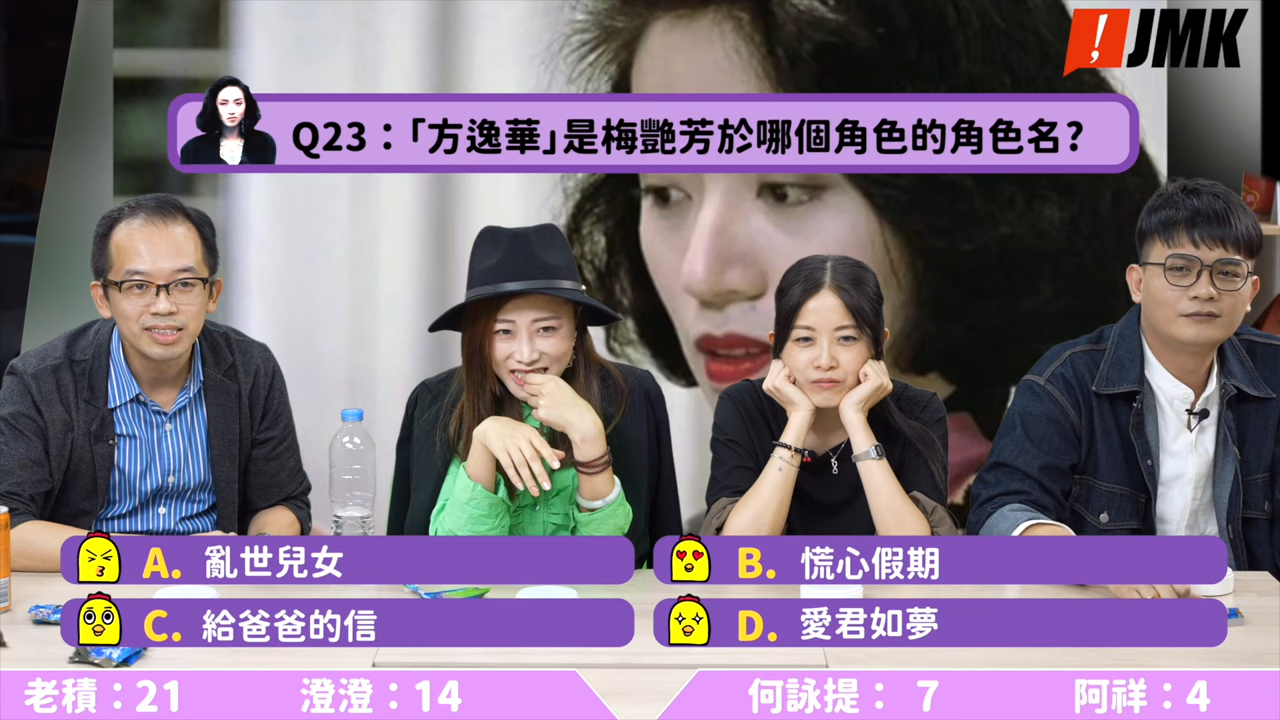 JMK
Q23：「方逸華」是梅艷芳於哪個角色的角色名？
A. 亂世兒女
B. 慌心假期
C. 給爸爸的信
D. 愛君如夢
老積：21
澄澄：14
何詠提： 7
阿祥：4